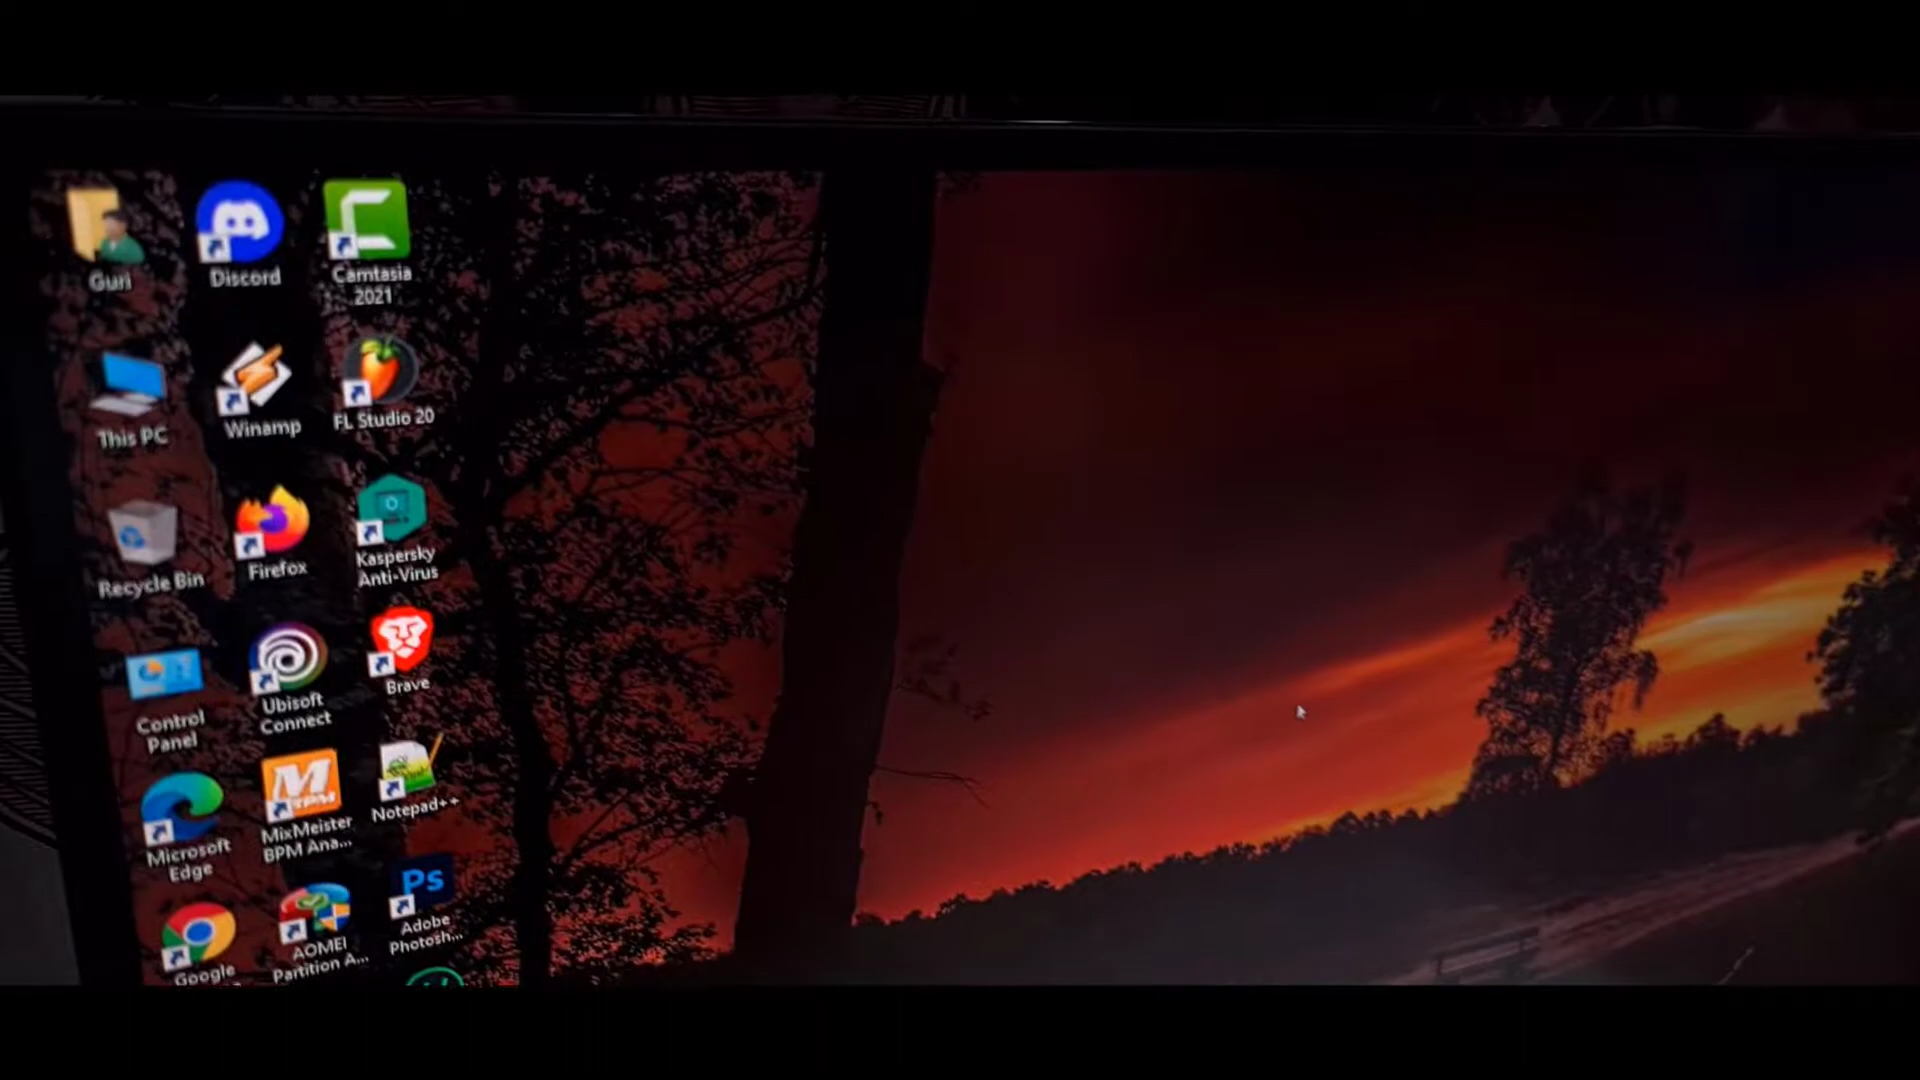 Guri
Discord
Camtasia
2021
This PC
Winamp
FL Studio 20
Recycle Bin
Firefox
Kaspersky
Anti-Virus
Control
Panel
Ubisoft
Connect
Brave
Microsoft
Edge
M
BPM
MixMeister
BPM Ana...
Notepad++
Google
AOMEI
Partition A...
Ps
Adobe
Photosh...